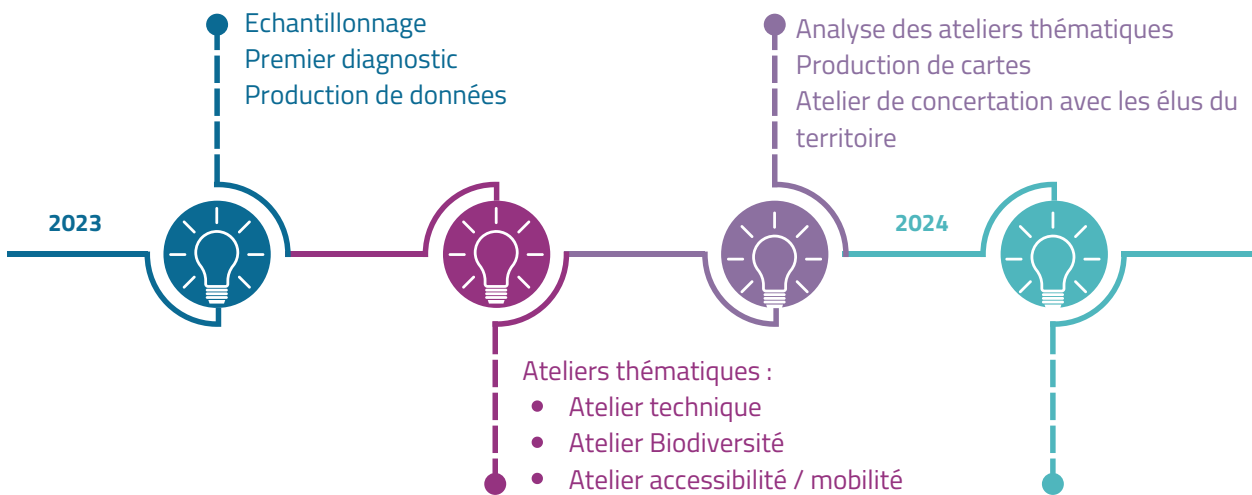 Echantillonnage
Premier diagnostic
Production de données
Analyse des ateliers thématiques
Production de cartes
Atelier de concertation avec les élus du
territoire
2023
2024
Ateliers thématiques :
• Atelier technique
• Atelier Biodiversité
• Atelier accessibilité / mobilité